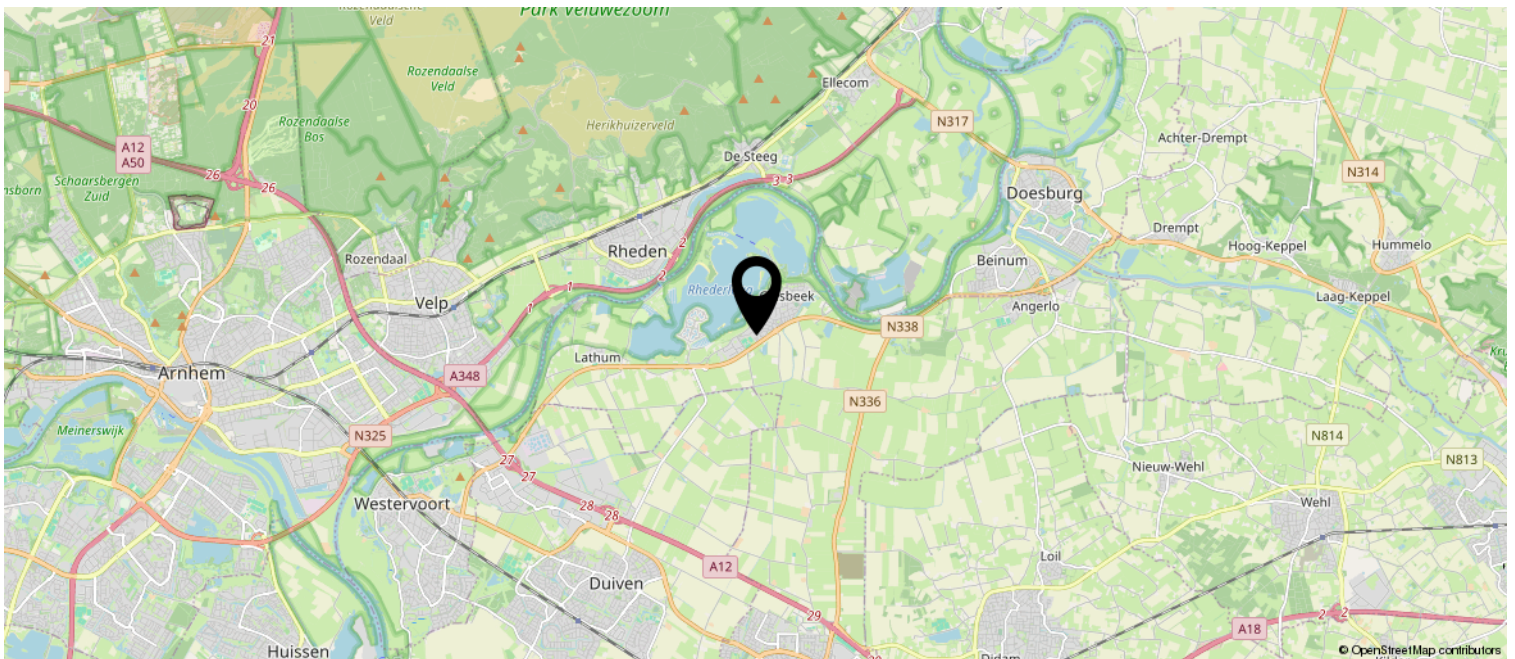 Park Veluwezoom
Veld
21
Rozendaalse
Veld
Ellecom
20
Rozendaalse
Bos
Herikhuizerveld
N317
Achter-Drempt
A12
A50
De Steeg
N314
26
26
Schaarsbergen
Zuid
3
3
Doesburg
Drempt
Hoog-Keppel
Hummelo
Rheden
2
Rozendaal
Beinum
2
1
1
Laag-Keppel
Velp
Angerlo
N338
Lathum
Arnhem
A348
N336
Meinerswijk
N325
N814
27
27
Nieuw-Wehl
N813
Westervoort
28
28
Wehl
Loil
A12
Duiven
29
2
2
A18
Huissen
© OpenStreetMap contributors